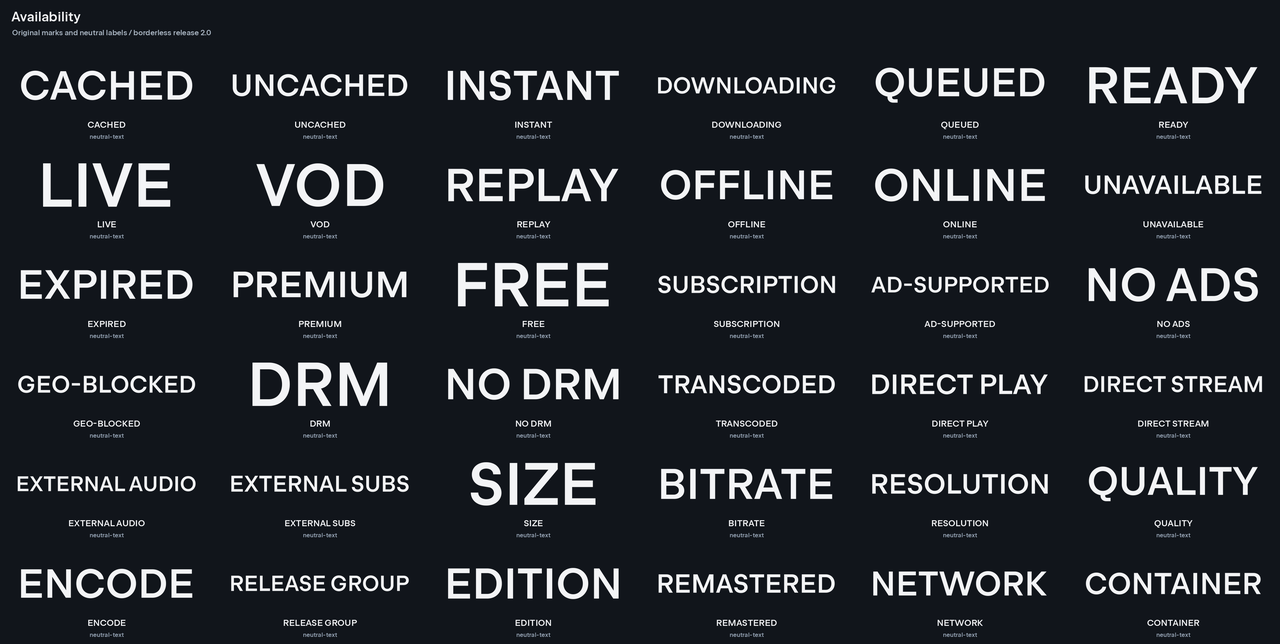 Availability
Original marks and neutral labels / borderless release 2.0
CACHED UNCACHED INSTANT DOWNLOADING QUEUED READY
CACHED UNCACHED INSTANT DOWNLOADING QUEUED READY
neutral-text neutral-text neutral-text neutral-text neutral-text neutral-text
LIVE VOD REPLAY OFFLINE ONLINE UNAVAILABLE
LIVE VOD REPLAY OFFLINE ONLINE UNAVAILABLE
neutral-text neutral-text neutral-text neutral-text neutral-text neutral-text
EXPIRED PREMIUM FREE SUBSCRIPTION AD-SUPPORTED NO ADS
EXPIRED PREMIUM FREE SUBSCRIPTION AD-SUPPORTED NO ADS
neutral-text neutral-text neutral-text neutral-text neutral-text neutral-text
GEO-BLOCKED DRM NO DRM TRANSCODED DIRECT PLAY DIRECT STREAM
GEO-BLOCKED DRM NO DRM TRANSCODED DIRECT PLAY DIRECT STREAM
neutral-text neutral-text neutral-text neutral-text neutral-text neutral-text
EXTERNAL AUDIO EXTERNAL SUBS SIZE BITRATE RESOLUTION QUALITY
EXTERNAL AUDIO EXTERNAL SUBS SIZE BITRATE RESOLUTION QUALITY
neutral-text neutral-text neutral-text neutral-text neutral-text neutral-text
ENCODE RELEASE GROUP EDITION REMASTERED NETWORK CONTAINER
ENCODE RELEASE GROUP EDITION REMASTERED NETWORK CONTAINER
neutral-text neutral-text neutral-text neutral-text neutral-text neutral-text